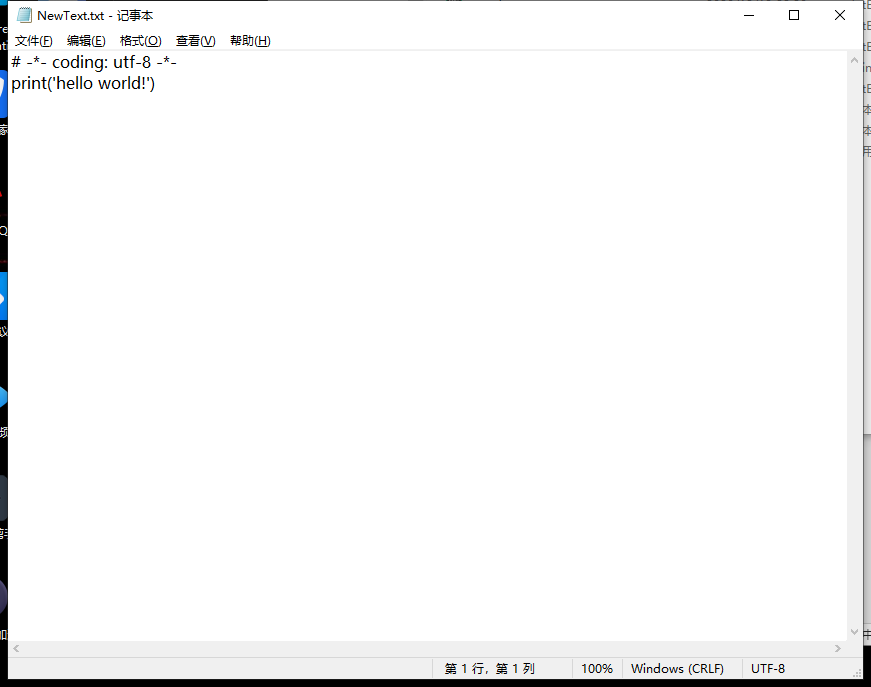 NewText.txt - 记事本
文件(F) 编辑(E) 格式(O) 查看(V) 帮助(H)
# -*- coding: utf-8 -*-
print('hello world!')
第 1 行，第 1 列 100% Windows (CRLF) UTF-8